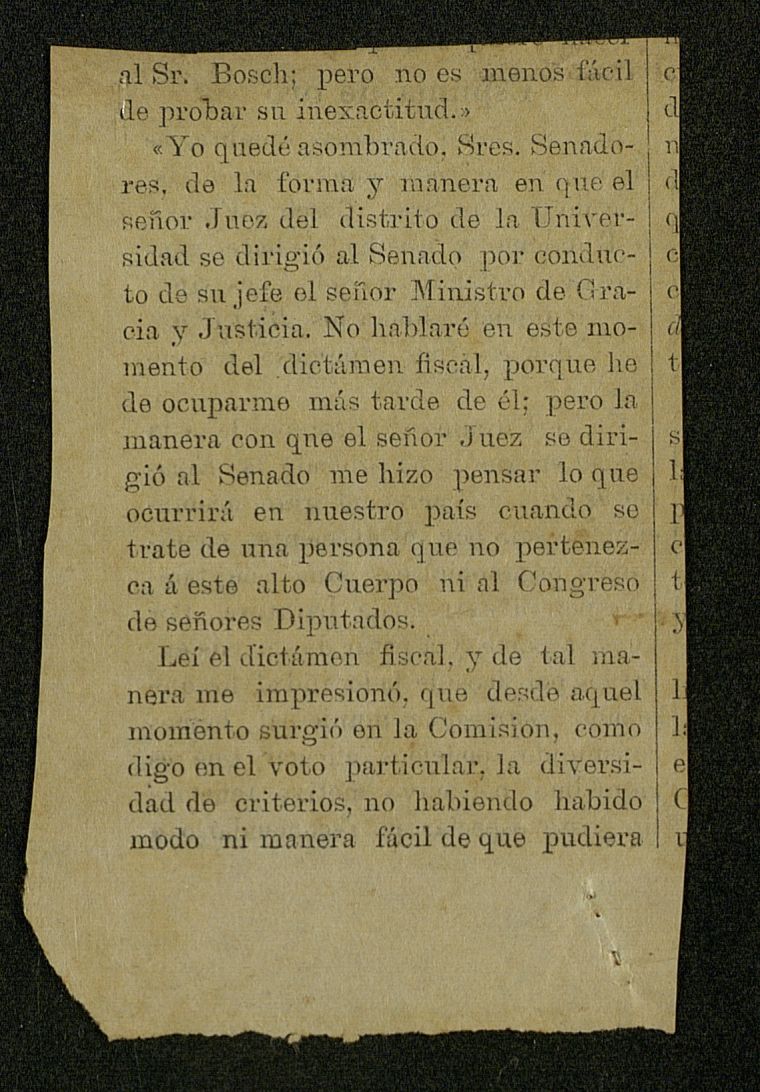 al Sr. Bosch; pero no es menos fácil
de probar su inexactitud.»
«Yo quedé asombrado, Sres. Senado-
res, de la forma y manera en que el
señor Juez del distrito de la Univer-
sidad se dirigió al Senado por conduc-
to de su jefe el señor Ministro de Gra-
cia y Justicia. No hablaré en este mo-
mento del dictámen fiscal, porque he
de ocuparme más tarde de él; pero la
manera con que el señor Juez se diri-
gió al Senado me hizo pensar lo que
ocurrirá en nuestro país cuando se
trate de una persona que no pertenez-
ca á este alto Cuerpo ni al Congreso
de señores Diputados.
Leí el dictámen fiscal, y de tal ma-
nera me impresionó, que desde aquel
momento surgió en la Comision, como
digo en el voto particular, la diversi-
dad de criterios, no habiendo habido
modo ni manera fácil de que pudiera